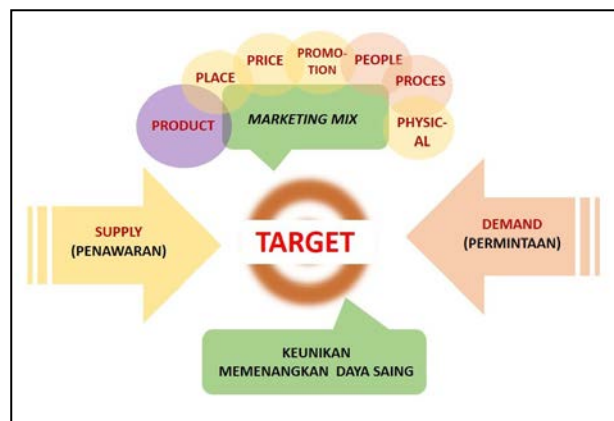 PRODUCT
PLACE
PRICE
PROMO-
TION
PEOPLE
PROCES
PHYSIC-
AL
MARKETING MIX
SUPPLY
(PENAWARAN)
TARGET
DEMAND
(PERMINTAAN)
KEUNIKAN
MEMENANGKAN DAYA SAING